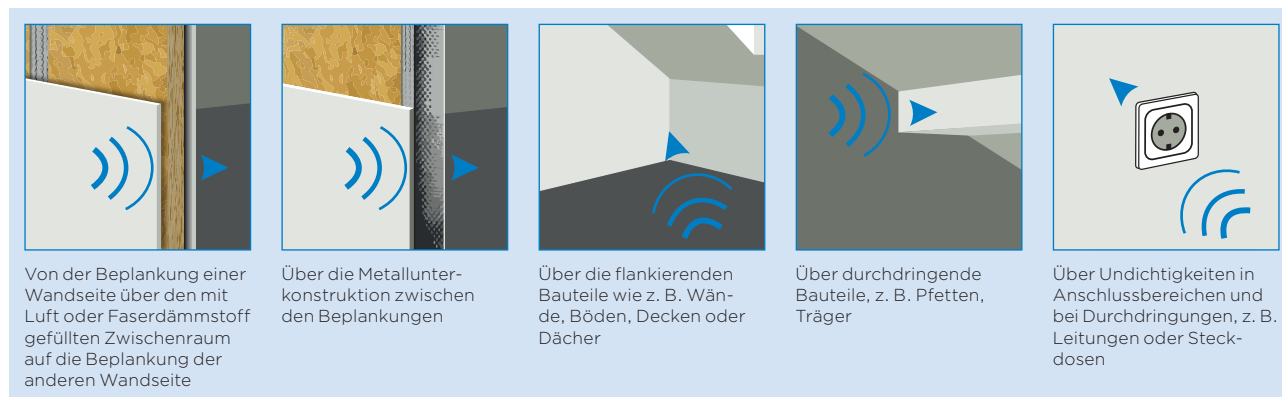 Von der Beplankung einer
Wandseite über den mit
Luft oder Faserdämmstoff
gefüllten Zwischenraum
auf die Beplankung der
anderen Wandseite
Über die Metallunter-
konstruktion zwischen
den Beplankungen
Über die flankierenden
Bauteile wie z. B. Wän-
de, Böden, Decken oder
Dächer
Über durchdringende
Bauteile, z. B. Pfetten,
Träger
Über Undichtigkeiten in
Anschlussbereichen und
bei Durchdringungen, z. B.
Leitungen oder Steck-
dosen